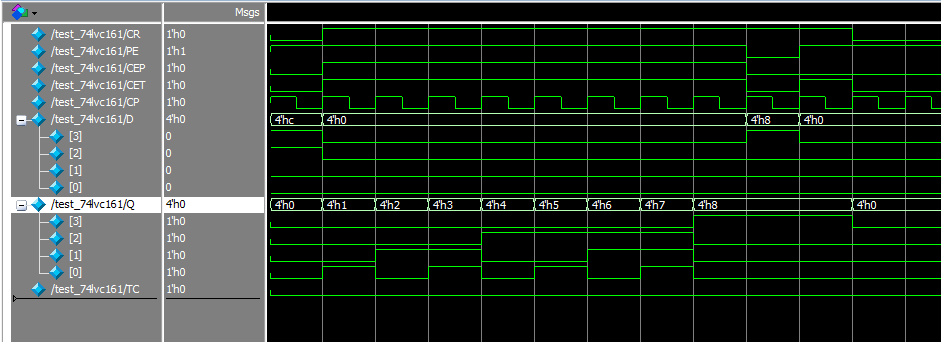 Msgs
/test_74lvc161/CR 1'h0
/test_74lvc161/PE 1'h1
/test_74lvc161/CEP 1'h0
/test_74lvc161/CET 1'h0
/test_74lvc161/CP 1'h0
/test_74lvc161/D 4'h0 4'hc 4'h0 4'h8 4'h0
[3] 0
[2] 0
[1] 0
[0] 0
/test_74lvc161/Q 4'h0 4'h0 4'h1 4'h2 4'h3 4'h4 4'h5 4'h6 4'h7 4'h8 4'h0
[3] 1'h0
[2] 1'h0
[1] 1'h0
[0] 1'h0
/test_74lvc161/TC 1'h0